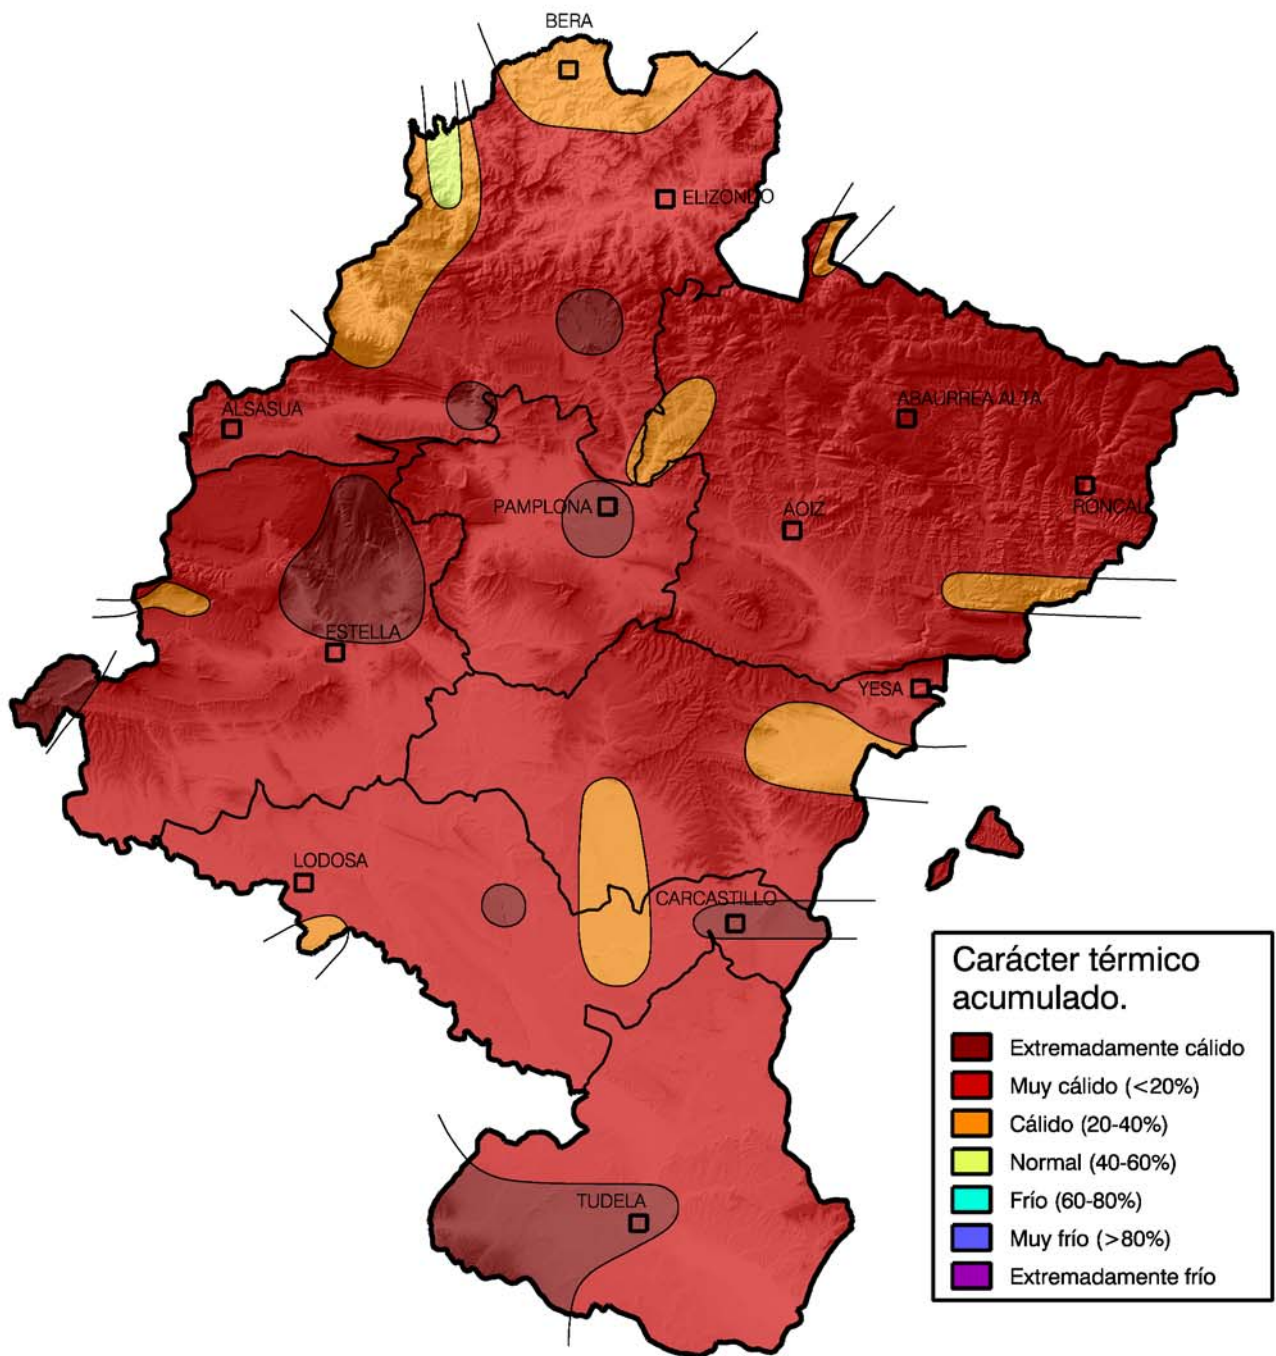 BERA
ELIZONDO
ABAURREA ALTA
ALSASUA
PAMPLONA
AOIZ
RONCAL
ESTELLA
YESA
LODOSA
CARCASTILLO
TUDELA
Carácter térmico
acumulado.
Extremadamente cálido
Muy cálido (<20%)
Cálido (20-40%)
Normal (40-60%)
Frío (60-80%)
Muy frío (>80%)
Extremadamente frío